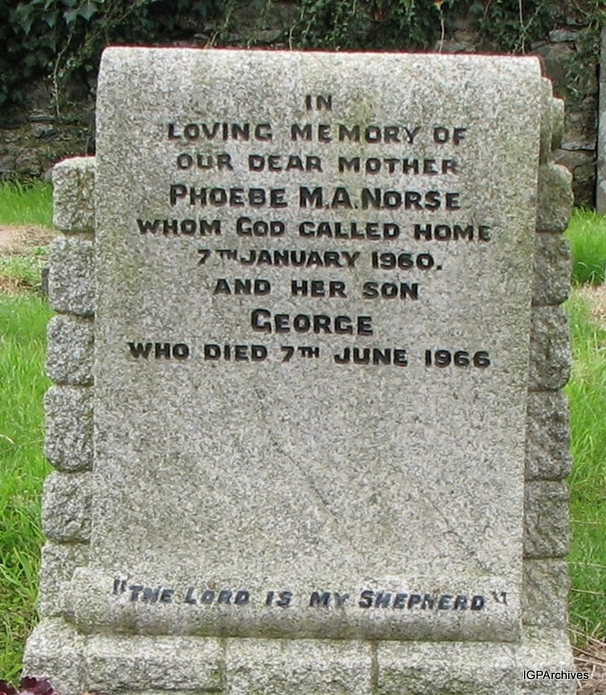 IN
LOVING MEMORY OF
OUR DEAR MOTHER
PHOEBE M.A. NORSE
WHOM GOD CALLED HOME
7TH JANUARY 1960.
AND HER SON
GEORGE
WHO DIED 7TH JUNE 1966
"THE LORD IS MY SHEPHERD"
IGPArchives